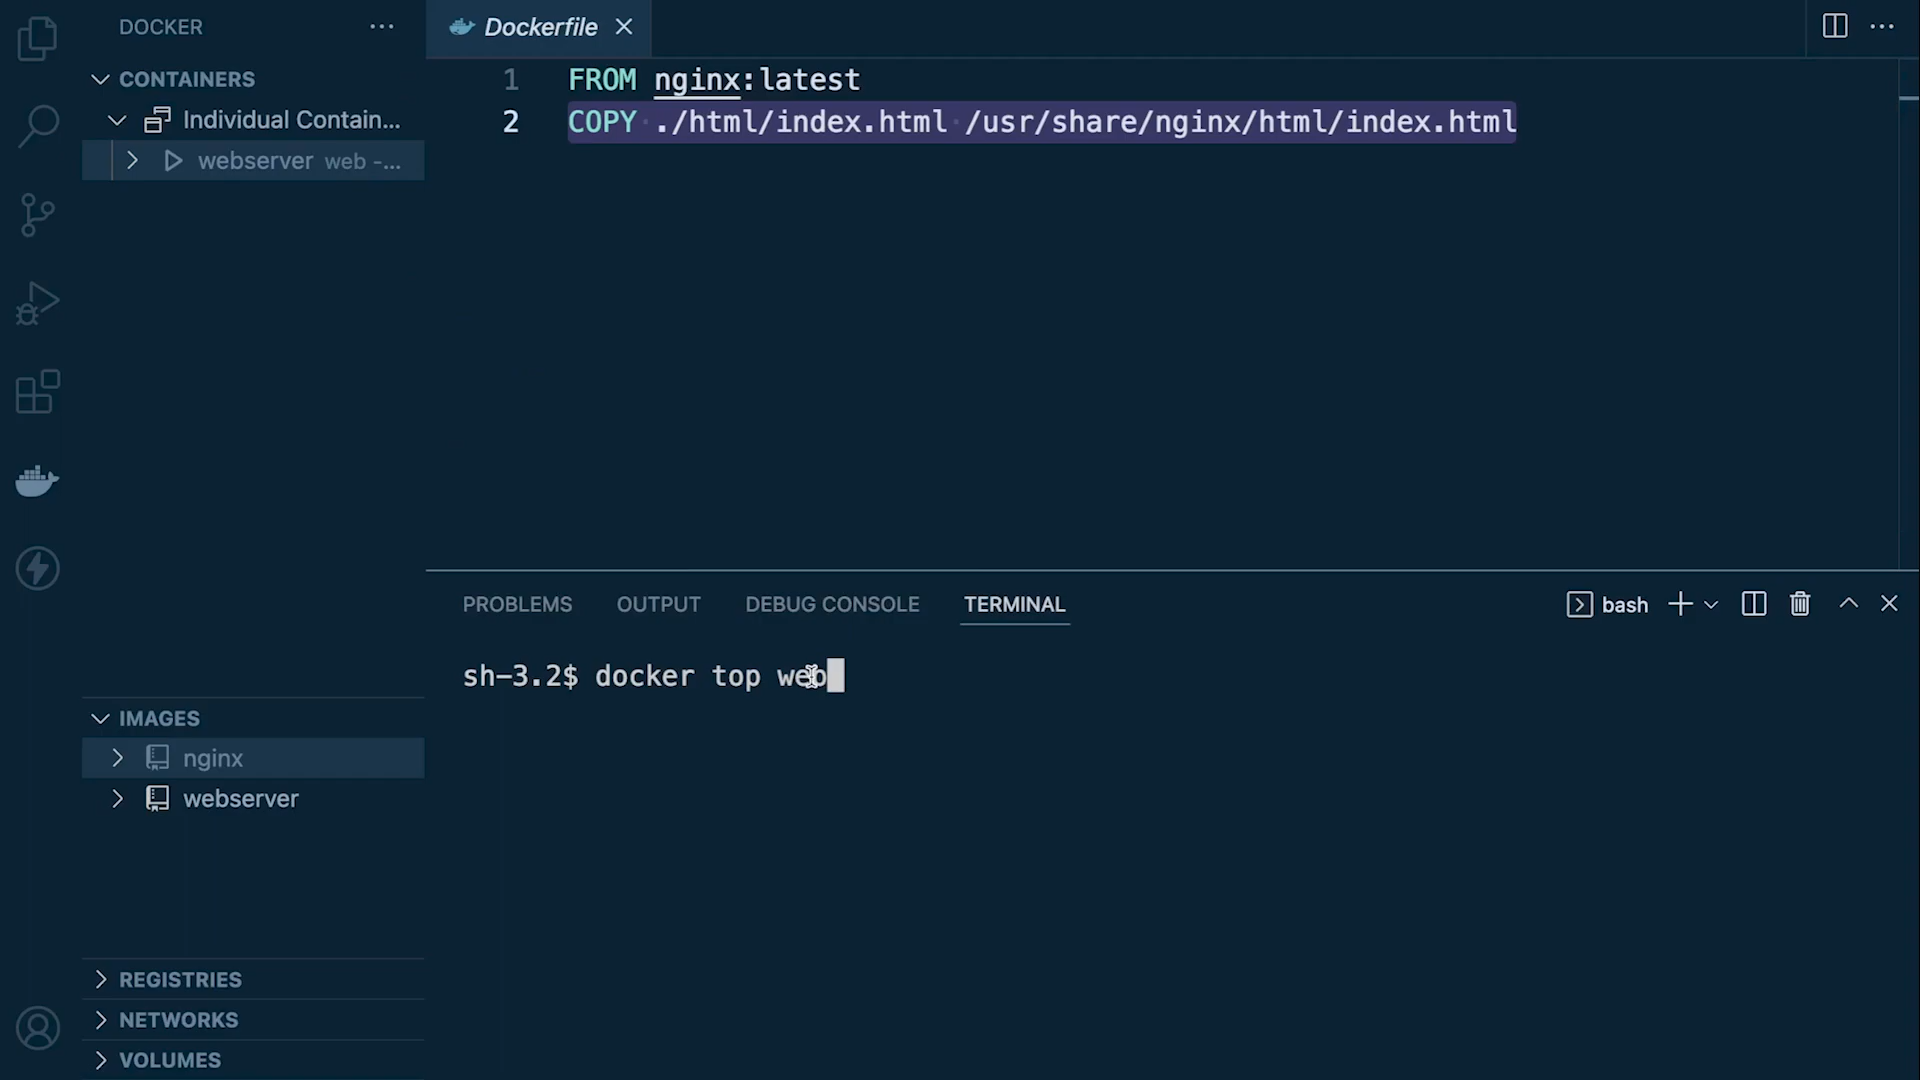 DOCKER
CONTAINERS
Individual Contain...
webserver web -...
IMAGES
nginx
webserver
REGISTRIES
NETWORKS
VOLUMES
Dockerfile
1 FROM nginx:latest
2 COPY ./html/index.html /usr/share/nginx/html/index.html
PROBLEMS OUTPUT DEBUG CONSOLE TERMINAL
bash
sh-3.2$ docker top web